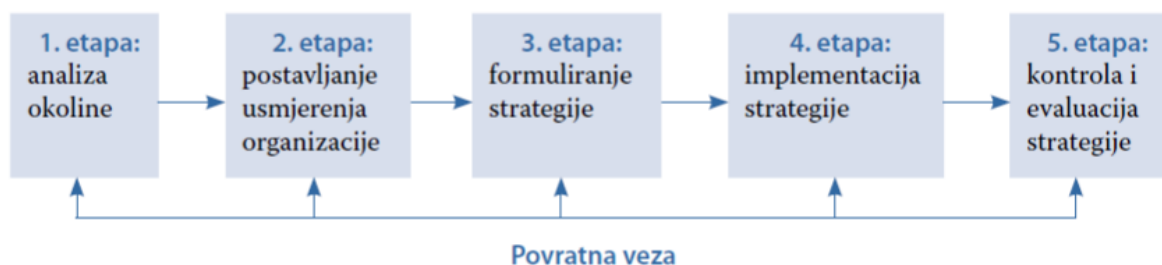 1. etapa:
analiza
okoline
2. etapa:
postavljanje
usmjerenja
organizacije
3. etapa:
formuliranje
strategije
4. etapa:
implementacija
strategije
5. etapa:
kontrola i
evaluacija
strategije
Povratna veza